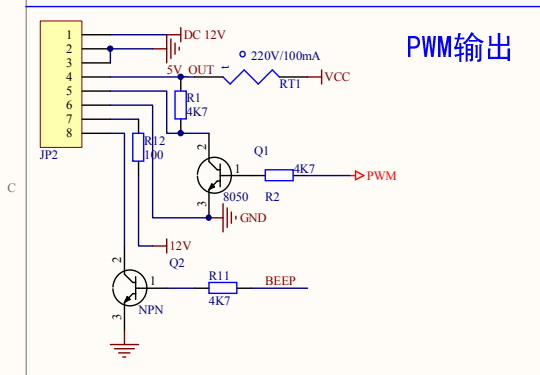 PWM输出
1 DC 12V
2
3
4 5V_OUT t 220V/100mA RT1 VCC
5 R1 4K7
6
7 R12 100
8
JP2
2 Q1
1 4K7 PWM
R2
3 8050
GND
C
12V
Q2
2
1 R11 4K7 BEEP
NPN
3